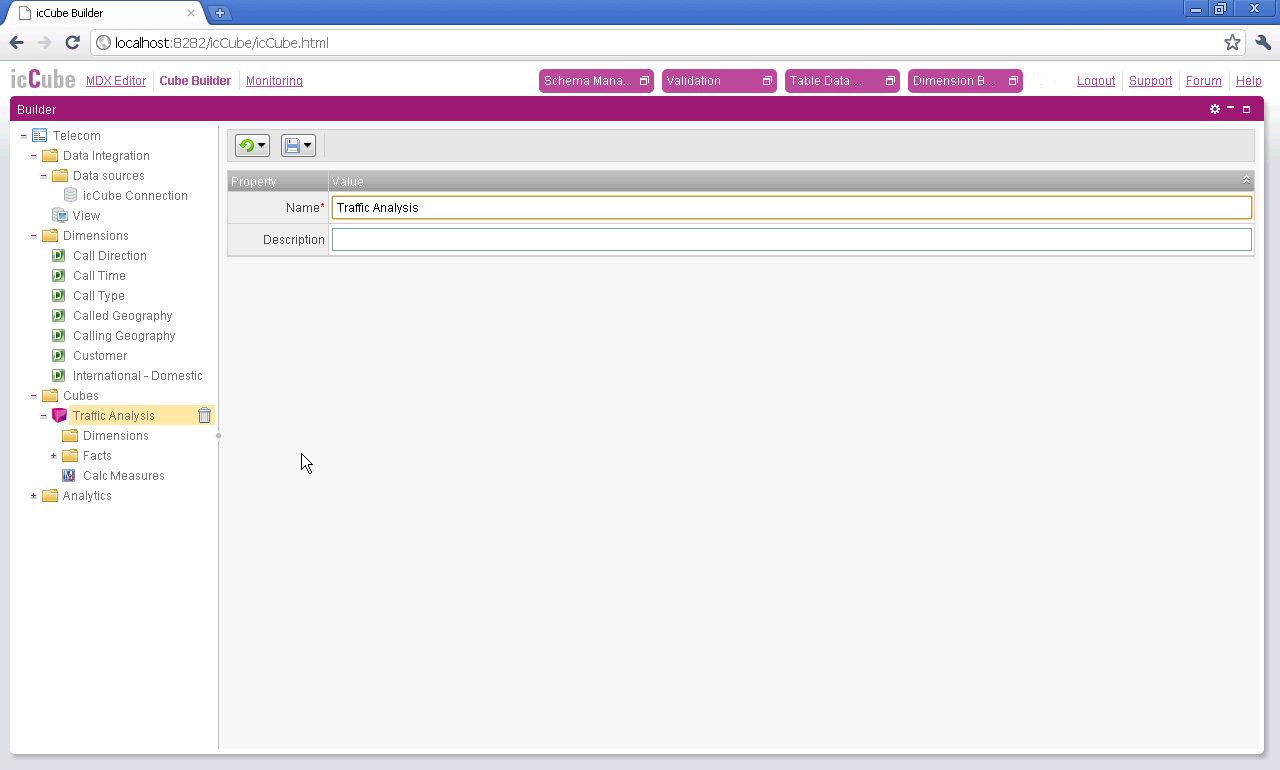 icCube Builder
localhost:8282/icCube/icCube.html
icCube MDX Editor Cube Builder Monitoring Schema Mana... Validation Table Data ... Dimension B... Logout Support Forum Help
Builder
Telecom
Data Integration
Data sources
icCube Connection
View
Dimensions
Call Direction
Call Time
Call Type
Called Geography
Calling Geography
Customer
International - Domestic
Cubes
Traffic Analysis
Dimensions
Facts
Calc Measures
Analytics
Property Value
Name* Traffic Analysis
Description